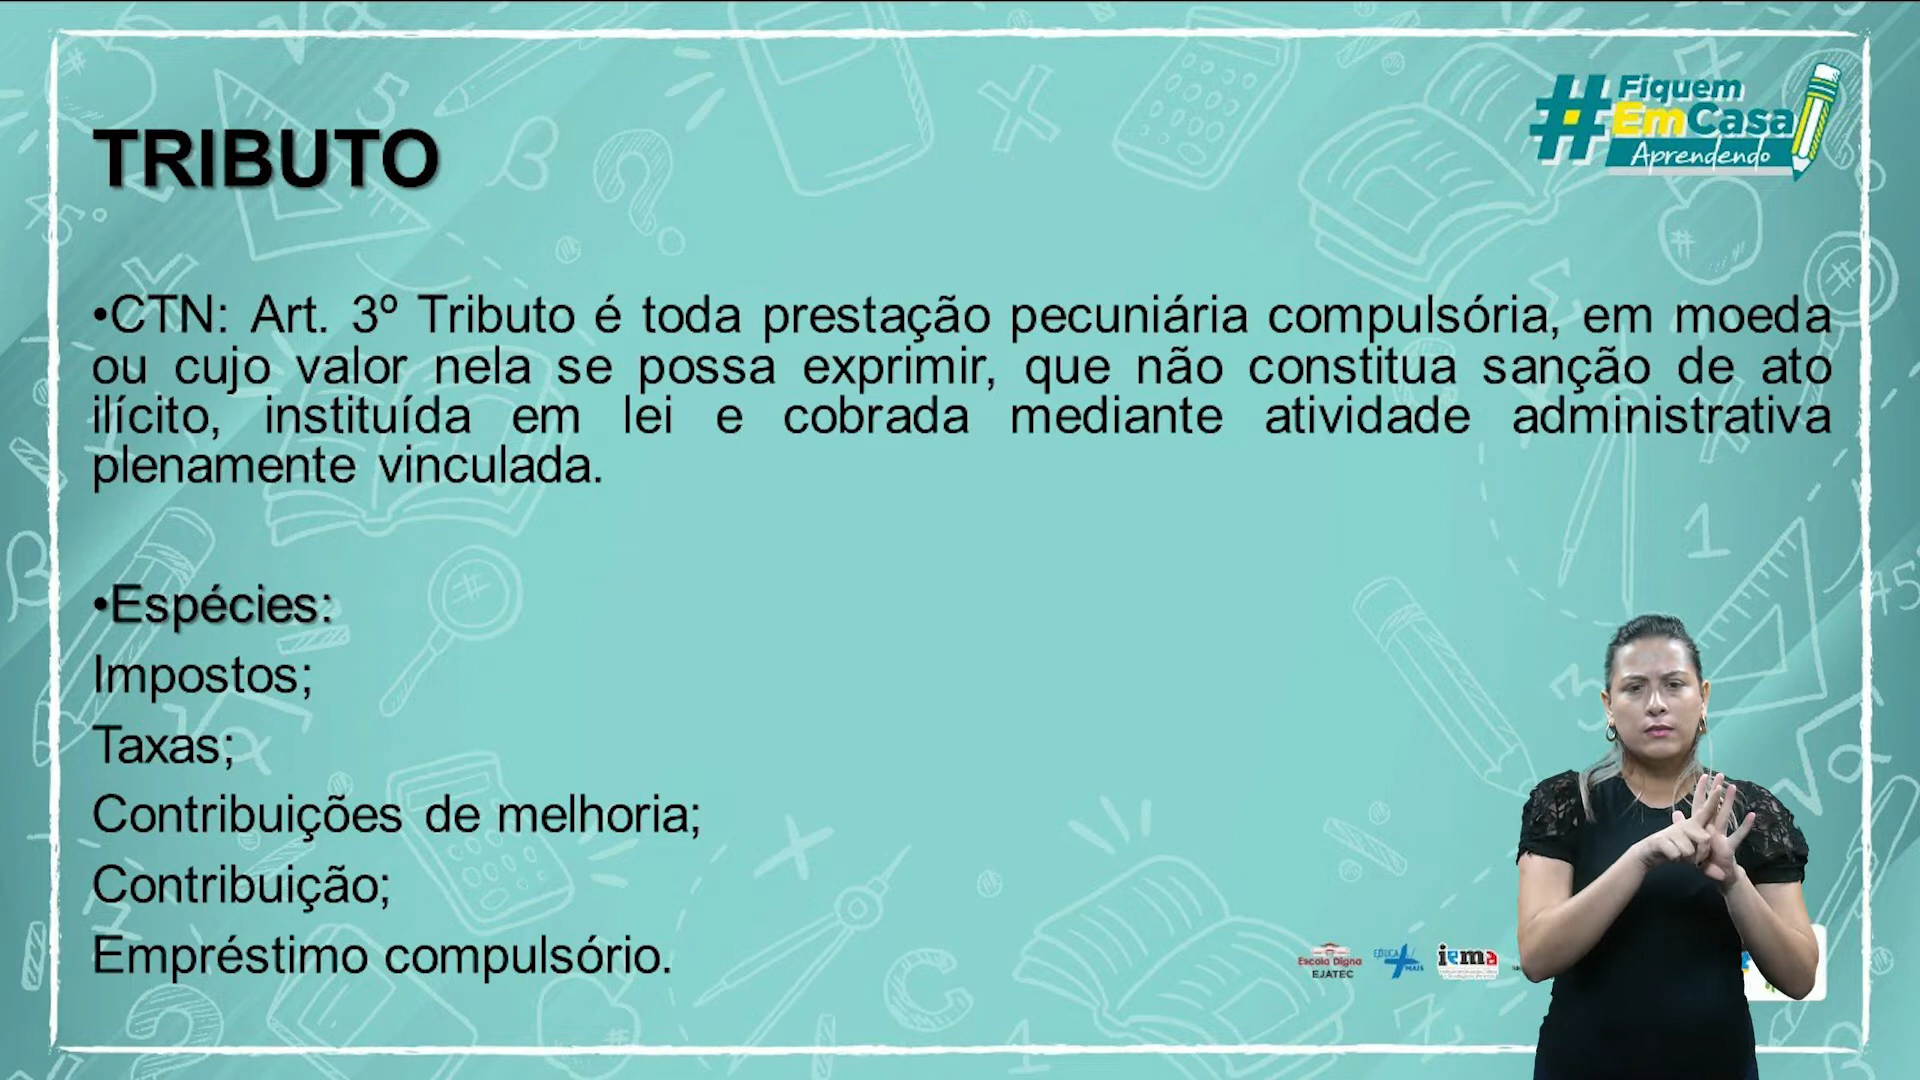 #Fiquem
EmCasa
Aprendendo
TRIBUTO
•CTN: Art. 3º Tributo é toda prestação pecuniária compulsória, em moeda
ou cujo valor nela se possa exprimir, que não constitua sanção de ato
ilícito, instituída em lei e cobrada mediante atividade administrativa
plenamente vinculada.
•Espécies:
Impostos;
Taxas;
Contribuições de melhoria;
Contribuição;
Empréstimo compulsório.
Escola Digna
EJATEC
EDUCA
MAIS
iema